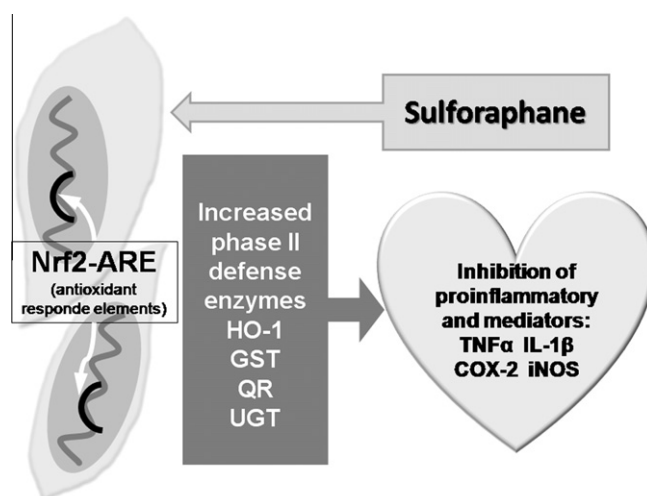 Sulforaphane
Nrf2-ARE
(antioxidant
responde elements)
Increased
phase II
defense
enzymes
HO-1
GST
QR
UGT
Inhibition of
proinflammatory
and mediators:
TNFα IL-1β
COX-2 iNOS